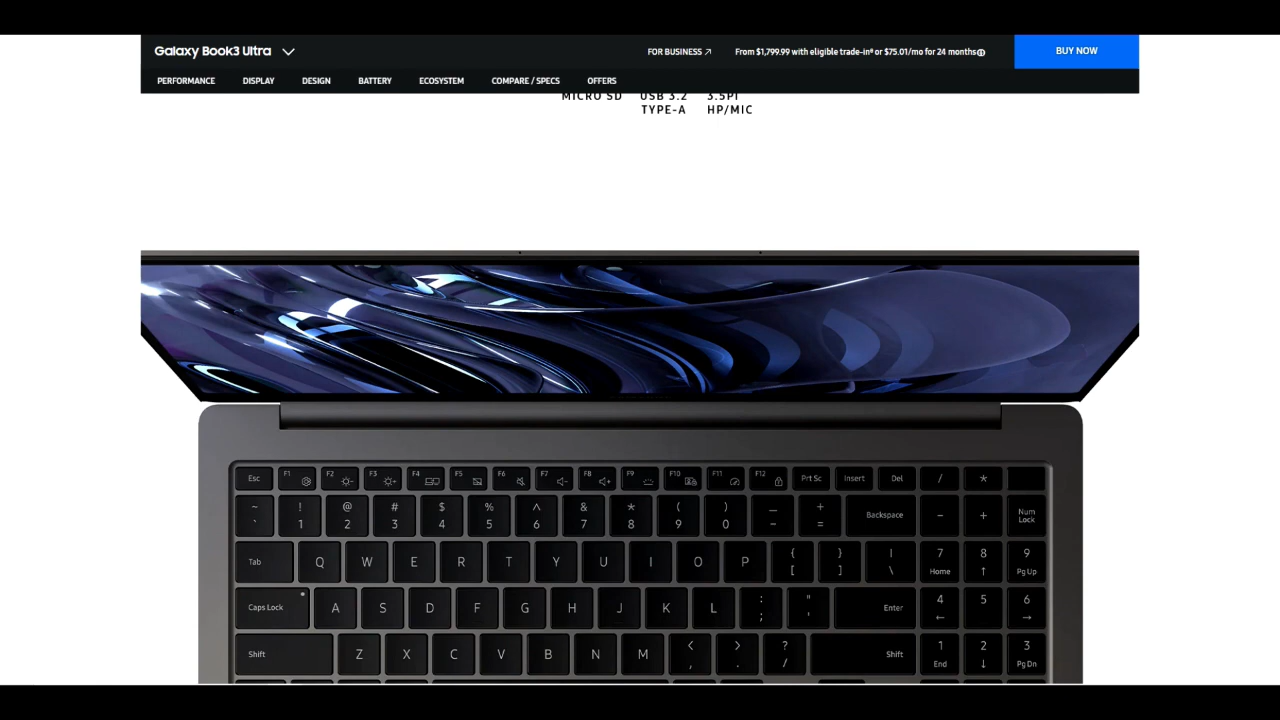 Galaxy Book3 Ultra
FOR BUSINESS ↗ From $1,799.99 with eligible trade-in⁶ or $75.01/mo for 24 months BUY NOW
PERFORMANCE DISPLAY DESIGN BATTERY ECOSYSTEM COMPARE / SPECS OFFERS
MICRO SD USB 3.2 3.5PI
TYPE-A HP/MIC
Esc F1 F2 F3 F4 F5 F6 F7 F8 F9 F10 F11 F12 Prt Sc Insert Del / *
~ ! @ # $ % ^ & * ( ) _ +
` 1 2 3 4 5 6 7 8 9 0 - = Backspace - + Num Lock
Tab Q W E R T Y U I O P { [ } ] | \ 7 Home 8 ↑ 9 Pg Up
Caps Lock A S D F G H J K L : ; " ' Enter 4 ← 5 6 →
Shift Z X C V B N M < , > . ? / Shift 1 End 2 ↓ 3 Pg Dn